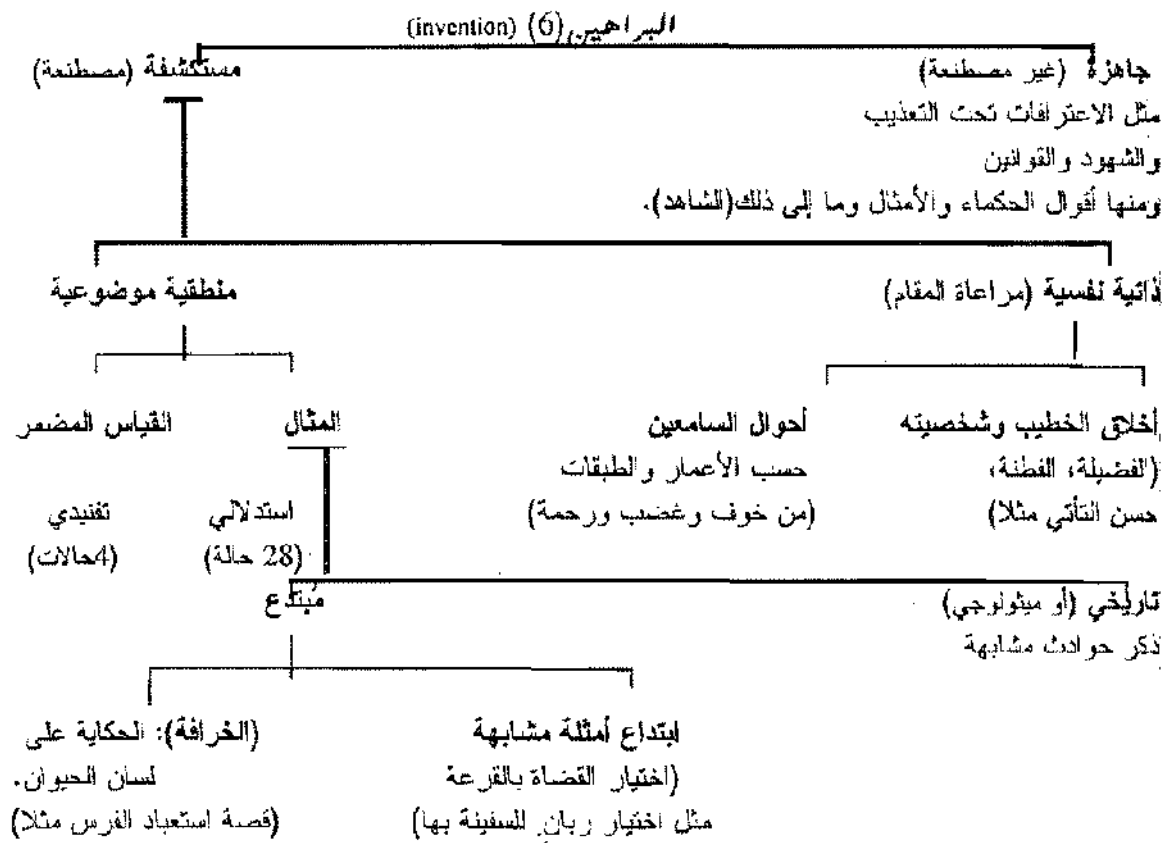 البراهين(6) (invention)
جاهزة (غير مصطنعة)
مستكشفة (مصطنعة)
مثل الاعترافات تحت التعذيب
والشهود والقوانين
ومنها أقوال الحكماء والأمثال وما إلى ذلك(الشاهد).
ذاتية نفسية (مراعاة المقام)
منطقية موضوعية
أخلاق الخطيب وشخصيته
(الفضيلة، الفطنة،
حسن التأتي مثلا)
أحوال السامعين
حسب الأعمار والطبقات
(من خوف وغضب ورحمة)
المثال
القياس المضمر
استدلالي
(28 حالة)
تفنيدي
(4حالات)
تاريخي (أو ميثولوجي)
ذكر حوادث مشابهة
مُبتدع
ابتداع أمثلة مشابهة
(اختيار القضاة بالقرعة
مثل اختيار ربان للسفينة بها)
(الخرافة): الحكاية على
لسان الحيوان.
(قصة استعباد الفرس مثلا)